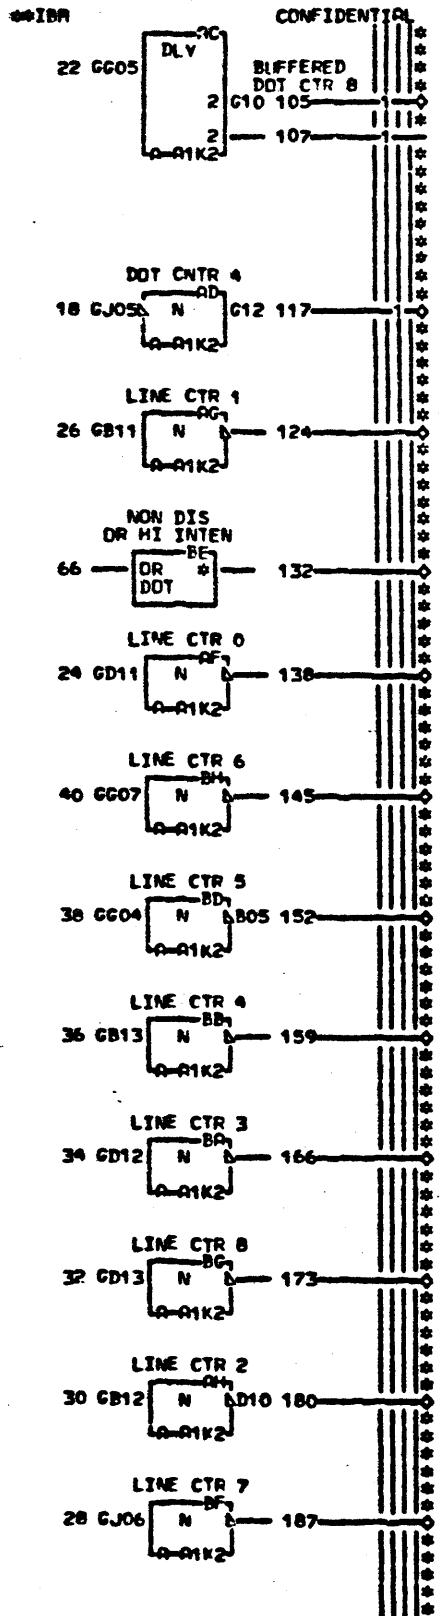 **IBM CONFIDENTIAL
AC
DLV
22 GG05 BUFFERED
DOT CTR 8
2 G10 105 1
2 107 1
A-A1K2
DOT CNTR 4
AD
18 GJ05 N G12 117 1
A-A1K2
LINE CTR 1
AG
26 GB11 N 124
A-A1K2
NON DIS
OR HI INTEN
BE
66 OR * 132
DOT
LINE CTR 0
AF
24 GD11 N 138
A-A1K2
LINE CTR 6
BH
40 GG07 N 145
A-A1K2
LINE CTR 5
BD
38 GG04 N B05 152
A-A1K2
LINE CTR 4
BB
36 GB13 N 159
A-A1K2
LINE CTR 3
BA
34 GD12 N 166
A-A1K2
LINE CTR 8
BG
32 GD13 N 173
A-A1K2
LINE CTR 2
AH
30 GB12 N D10 180
A-A1K2
LINE CTR 7
BF
28 GJ06 N 187
A-A1K2